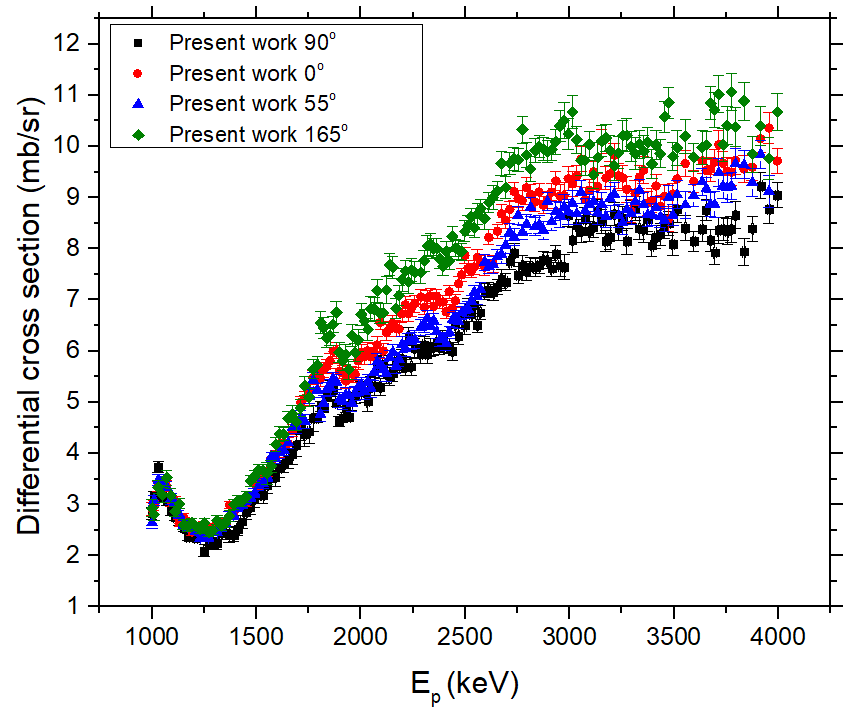 Present work 90°
Present work 0°
Present work 55°
Present work 165°
12
11
10
9
8
7
6
5
4
3
2
1
Differential cross section (mb/sr)
1000 1500 2000 2500 3000 3500 4000
Eₚ (keV)